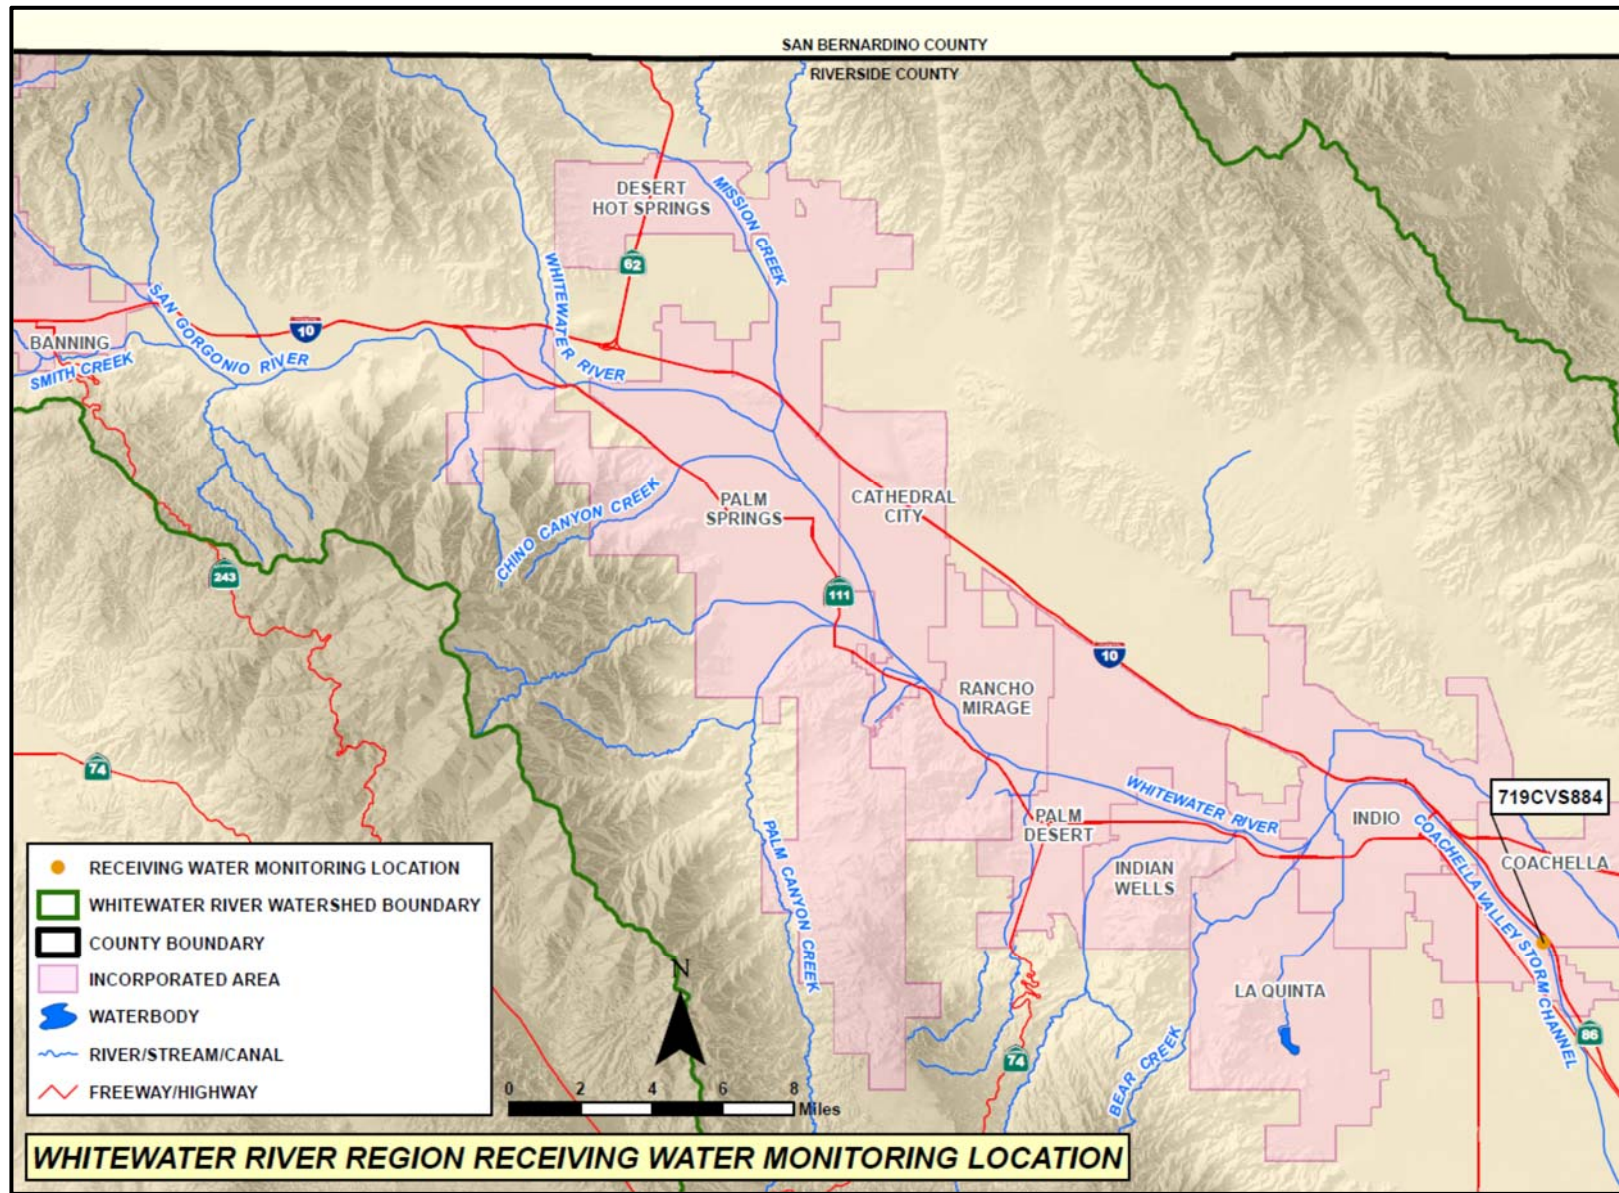 SAN BERNARDINO COUNTY
RIVERSIDE COUNTY
DESERT
HOT SPRINGS
MISSION CREEK
62
WHITEWATER RIVER
SAN GORGONIO RIVER
10
BANNING
SMITH CREEK
CHINO CANYON CREEK
PALM
SPRINGS
CATHEDRAL
CITY
243
111
10
RANCHO
MIRAGE
74
719CVS884
WHITEWATER RIVER
PALM
DESERT
INDIO
COACHELLA VALLEY STORM CHANNEL
COACHELLA
PALM CANYON CREEK
INDIAN
WELLS
LA QUINTA
BEAR CREEK
74
86
RECEIVING WATER MONITORING LOCATION
WHITEWATER RIVER WATERSHED BOUNDARY
COUNTY BOUNDARY
INCORPORATED AREA
WATERBODY
RIVER/STREAM/CANAL
FREEWAY/HIGHWAY
N
0 2 4 6 8
Miles
WHITEWATER RIVER REGION RECEIVING WATER MONITORING LOCATION